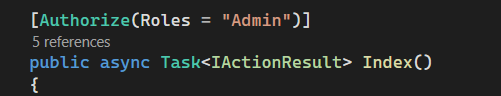 [Authorize(Roles = "Admin")]
5 references
public async Task<IActionResult> Index()
{